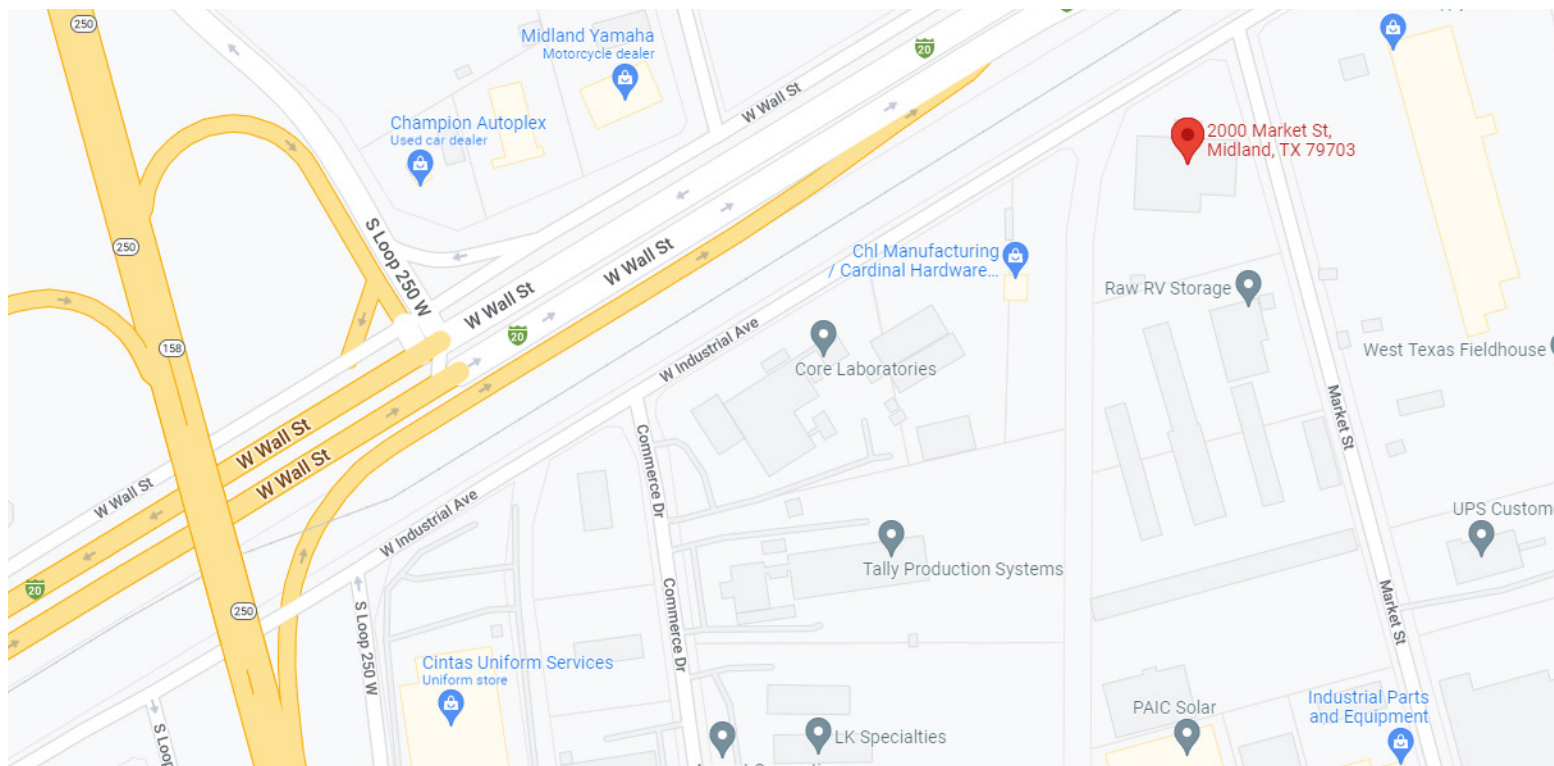 250
Midland Yamaha
Motorcycle dealer
20
W Wall St
Champion Autoplex
Used car dealer
2000 Market St,
Midland, TX 79703
S Loop 250 W
250
W Wall St
Chl Manufacturing
/ Cardinal Hardware...
W Wall St
Raw RV Storage
20
158
W Industrial Ave
Core Laboratories
West Texas Fieldhouse
Market St
W Wall St
Commerce Dr
W Wall St
W Wall St
W Industrial Ave
UPS Custom
Tally Production Systems
20
250
S Loop 250 W
Commerce Dr
Market St
Cintas Uniform Services
Uniform store
Industrial Parts
and Equipment
PAIC Solar
S Loop
LK Specialties